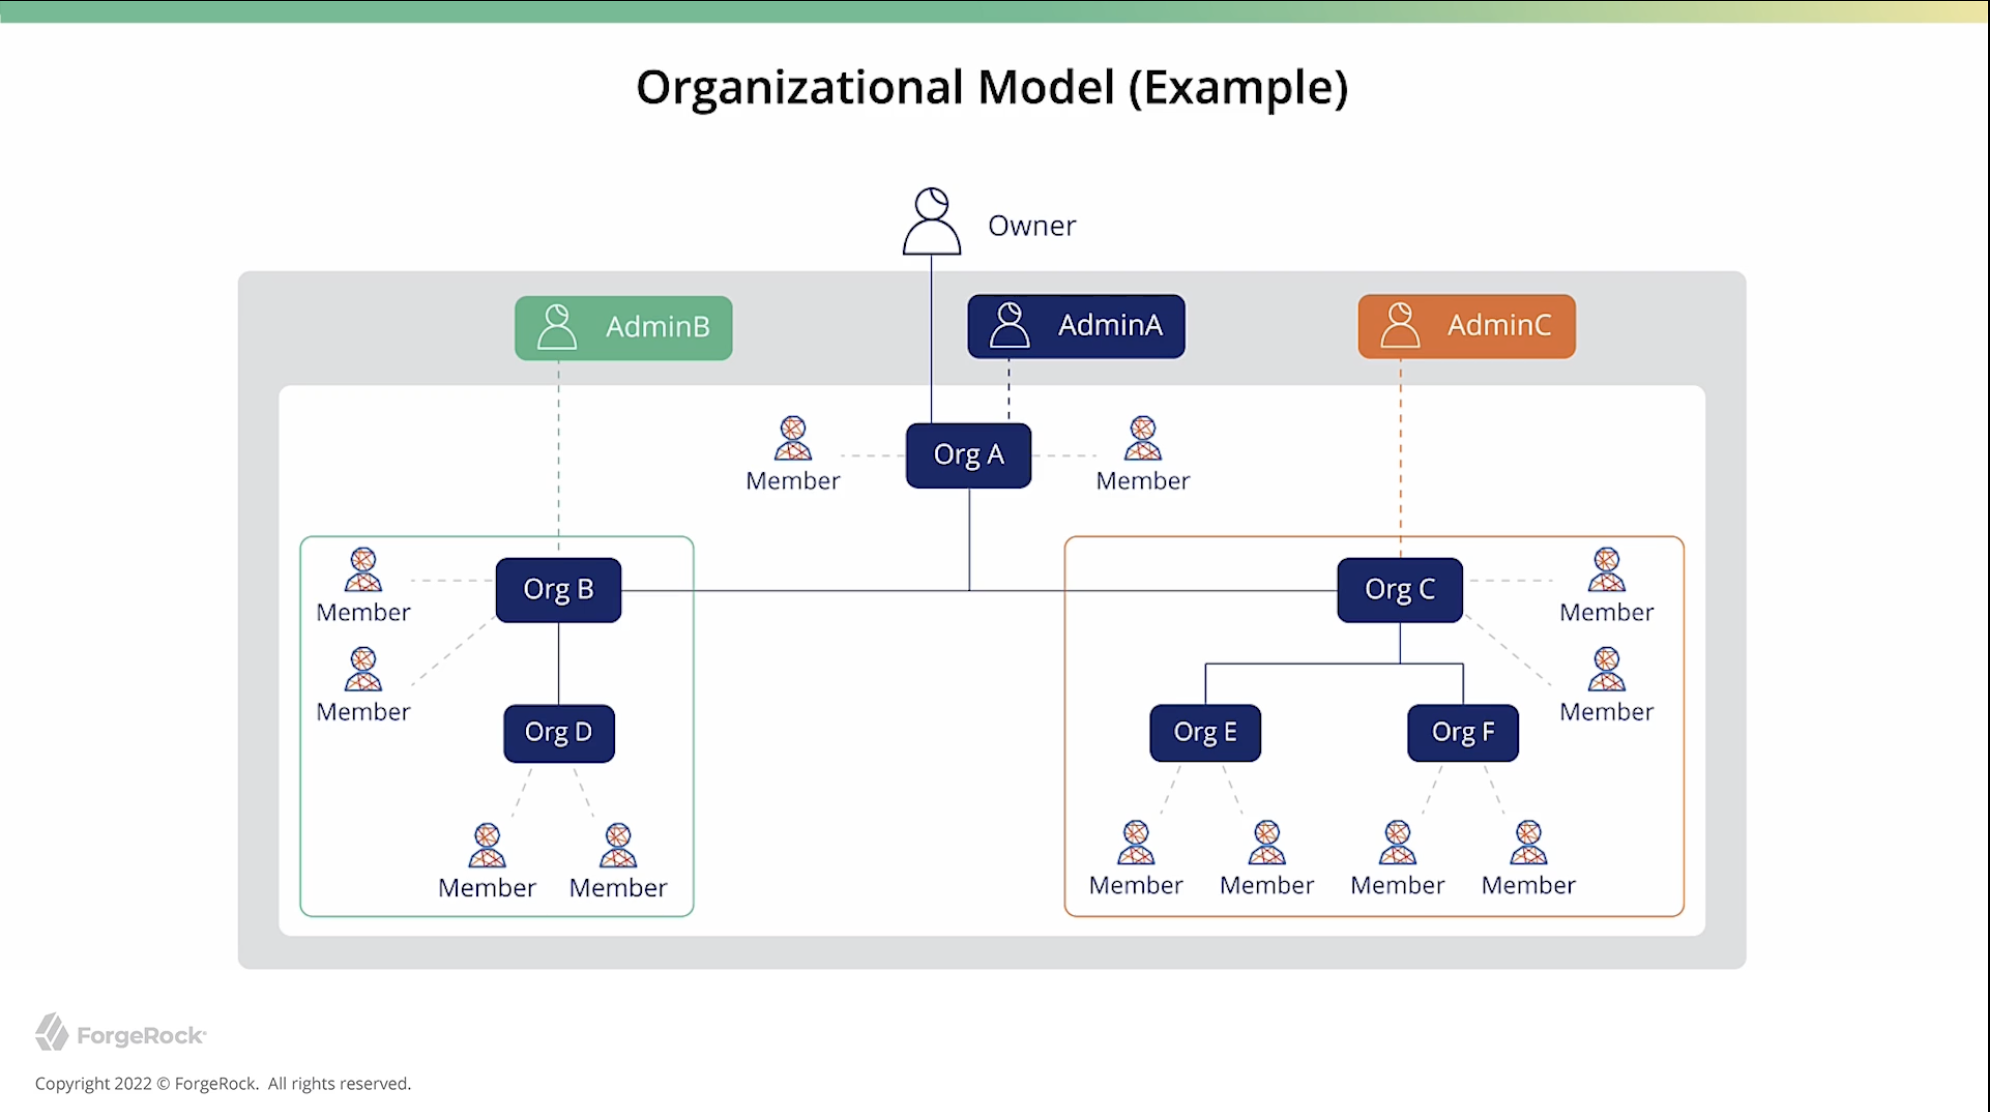 Organizational Model (Example)
Owner
AdminB
AdminA
AdminC
Member
Org A
Member
Member
Org B
Org C
Member
Member
Member
Org D
Org E
Org F
Member
Member
Member
Member
Member
Member
ForgeRock
Copyright 2022 © ForgeRock. All rights reserved.